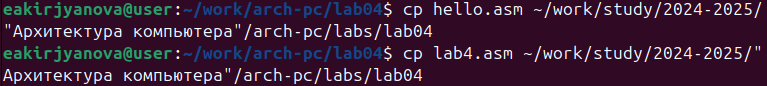 eakirjyanova@user:~/work/arch-pc/lab04$ cp hello.asm ~/work/study/2024-2025/
"Архитектура компьютера"/arch-pc/labs/lab04
eakirjyanova@user:~/work/arch-pc/lab04$ cp lab4.asm ~/work/study/2024-2025/"
Архитектура компьютера"/arch-pc/labs/lab04